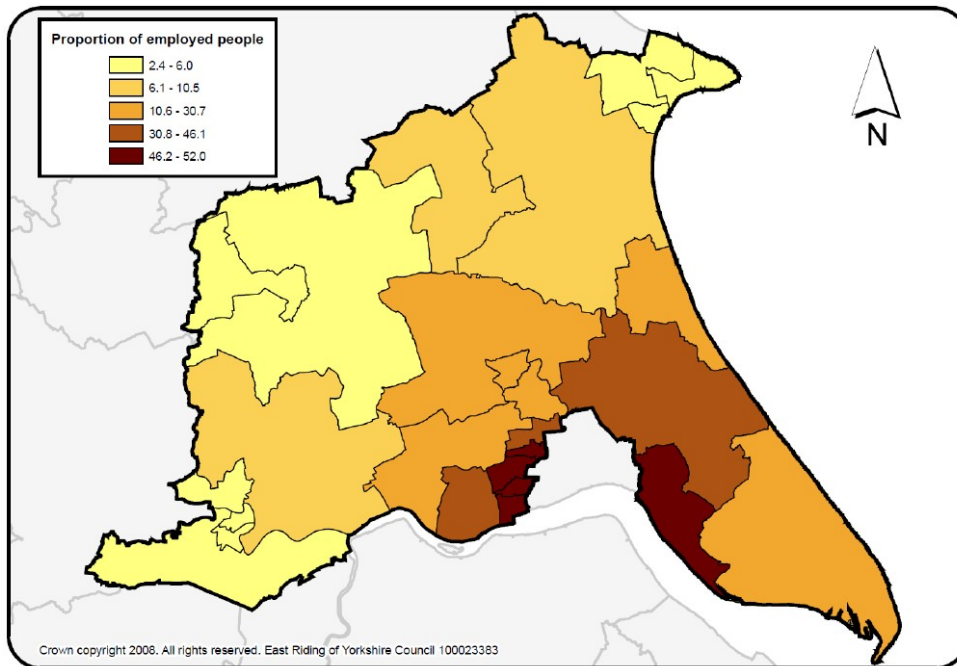 Proportion of employed people
2.4 - 6.0
6.1 - 10.5
10.6 - 30.7
30.8 - 46.1
46.2 - 52.0
N
Crown copyright 2008. All rights reserved. East Riding of Yorkshire Council 100023383